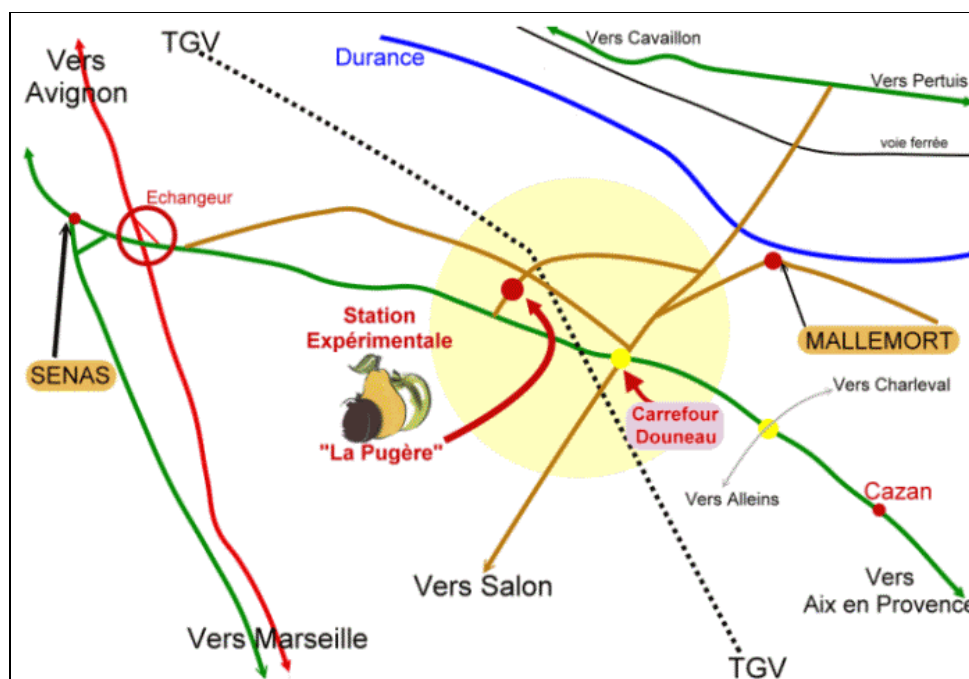 TGV
Vers
Avignon
Durance
Vers Cavaillon
Vers Pertuis
voie ferrée
Echangeur
Station
Expérimentale
"La Pugère"
SENAS
MALLEMORT
Carrefour
Douneau
Vers Charleval
Vers Alleins
Cazan
Vers Salon
Vers
Aix en Provence
Vers Marseille
TGV